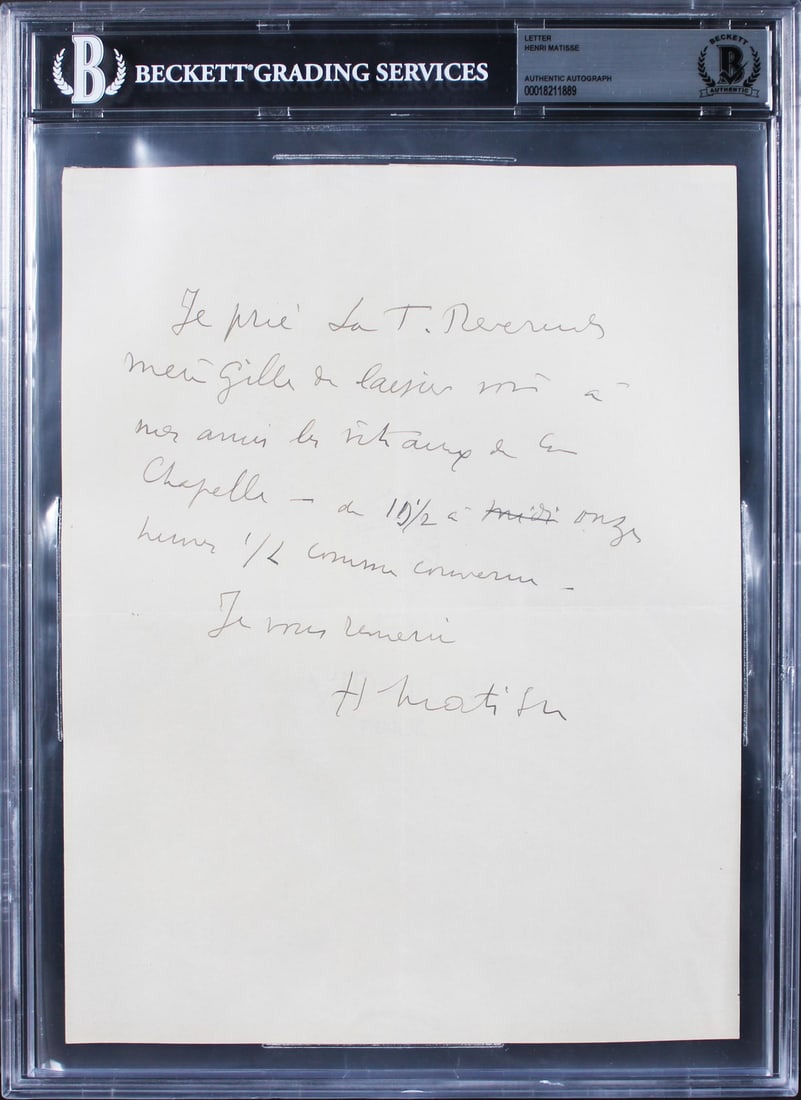 BECKETT GRADING SERVICES
LETTER
HENRI MATISSE
AUTHENTIC AUTOGRAPH
00018211889
BECKETT
B
AUTHENTIC
B
Je prie La T. Reverende
mère Gille de laisser voir à
mes amis les vitraux de la
Chapelle – de 10 1/2 à midi onze
heures 1/2 comme convenu –
Je vous remercie
H Matisse